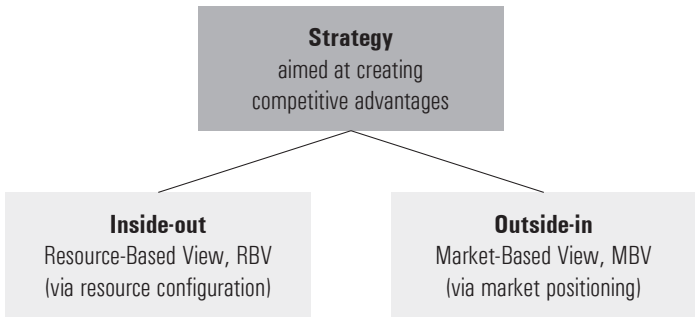 Strategy
aimed at creating
competitive advantages
Inside-out
Resource-Based View, RBV
(via resource configuration)
Outside-in
Market-Based View, MBV
(via market positioning)